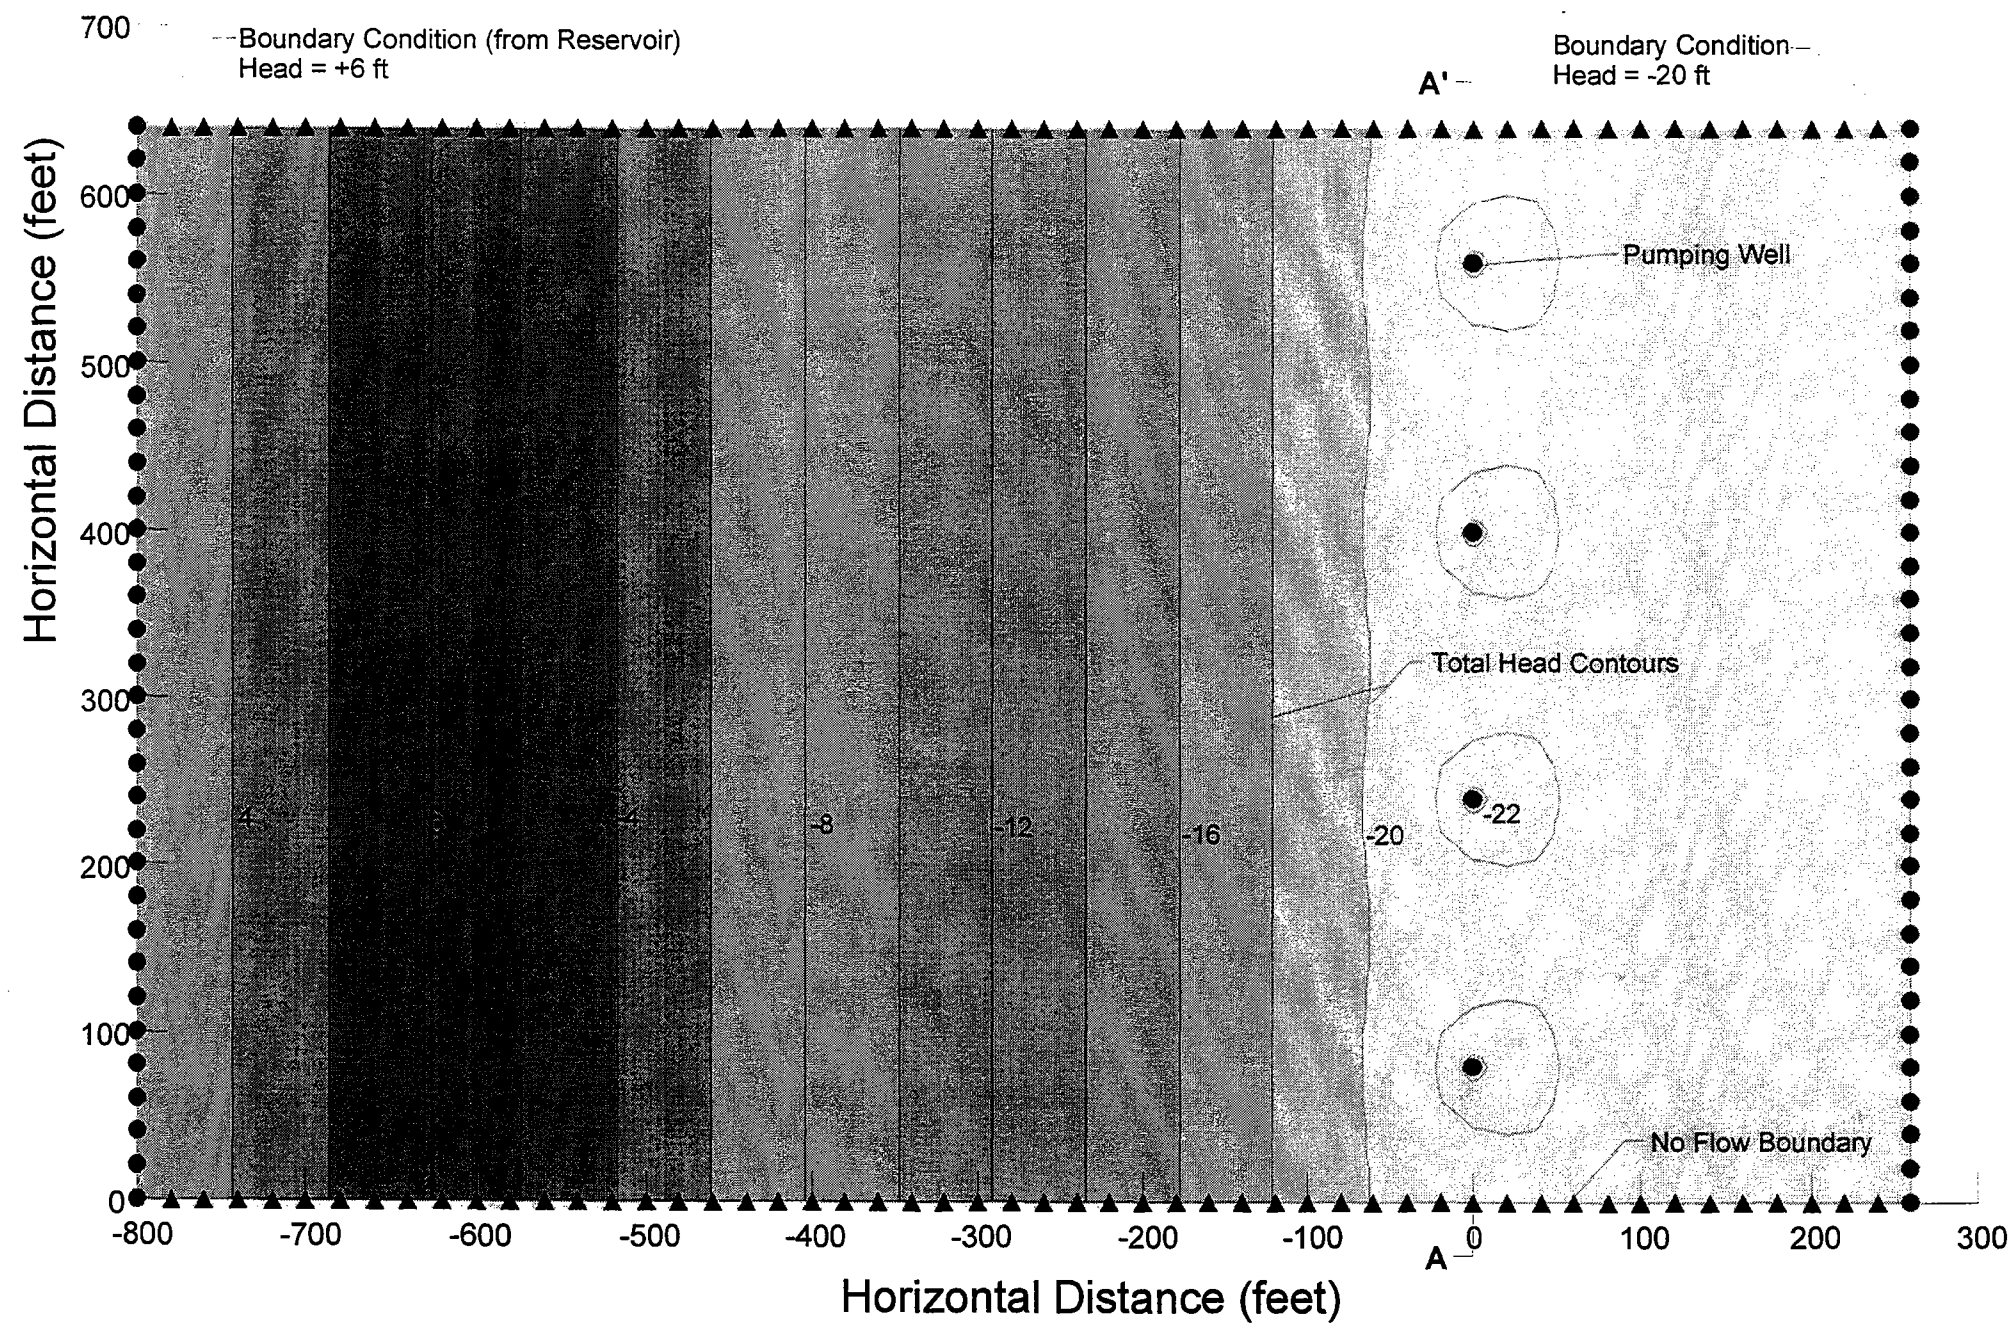 700
Boundary Condition (from Reservoir)
Head = +6 ft
Boundary Condition
Head = -20 ft
A'
Horizontal Distance (feet)
600
Pumping Well
500
400
Total Head Contours
300
4
-4
-8
-12
-16
-20
-22
200
100
No Flow Boundary
0
-800
-700
-600
-500
-400
-300
-200
-100
0
100
200
300
A
Horizontal Distance (feet)